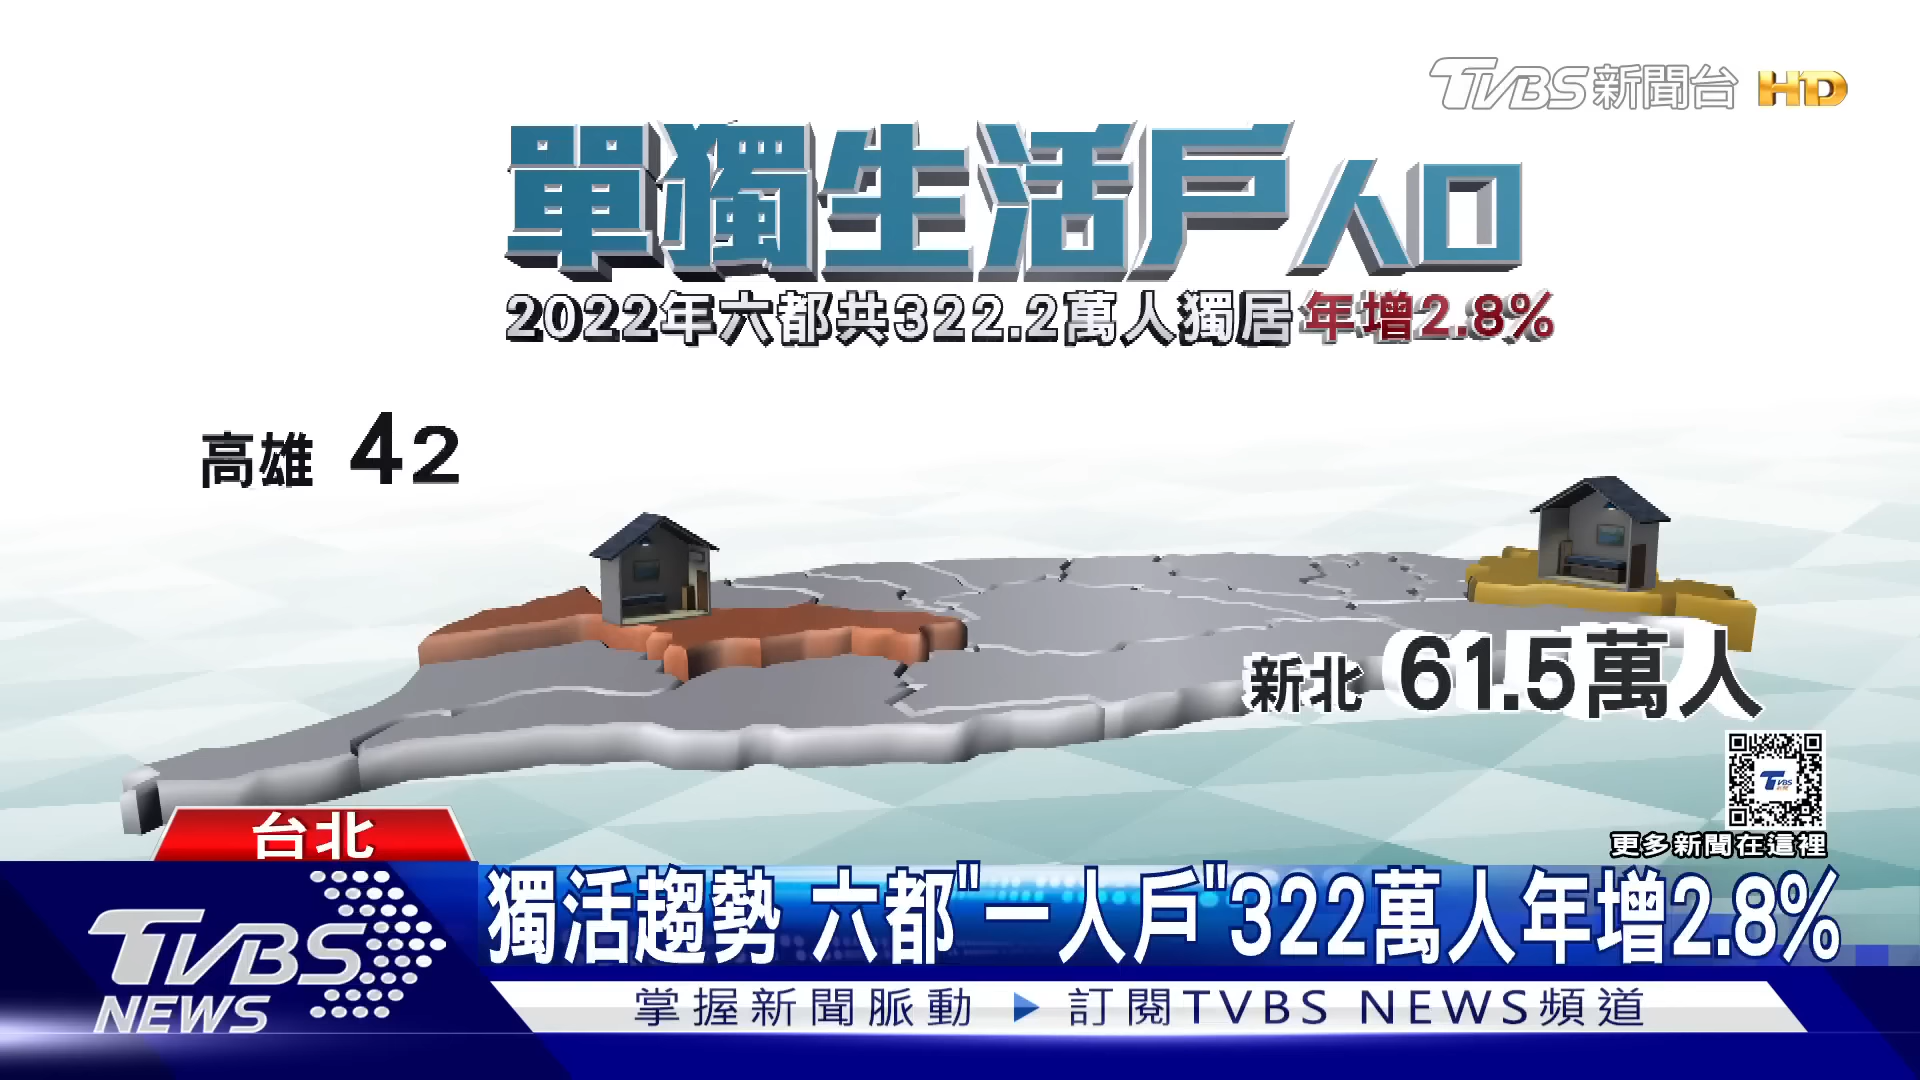 TVBS新聞台 HD
單獨生活戶人口
2022年六都共322.2萬人獨居年增2.8%
高雄 42
新北 61.5萬人
TVBS
更多新聞在這裡
台北
獨活趨勢 六都"一人戶"322萬人年增2.8%
TVBS
NEWS
掌握新聞脈動 ▶ 訂閱TVBS NEWS頻道